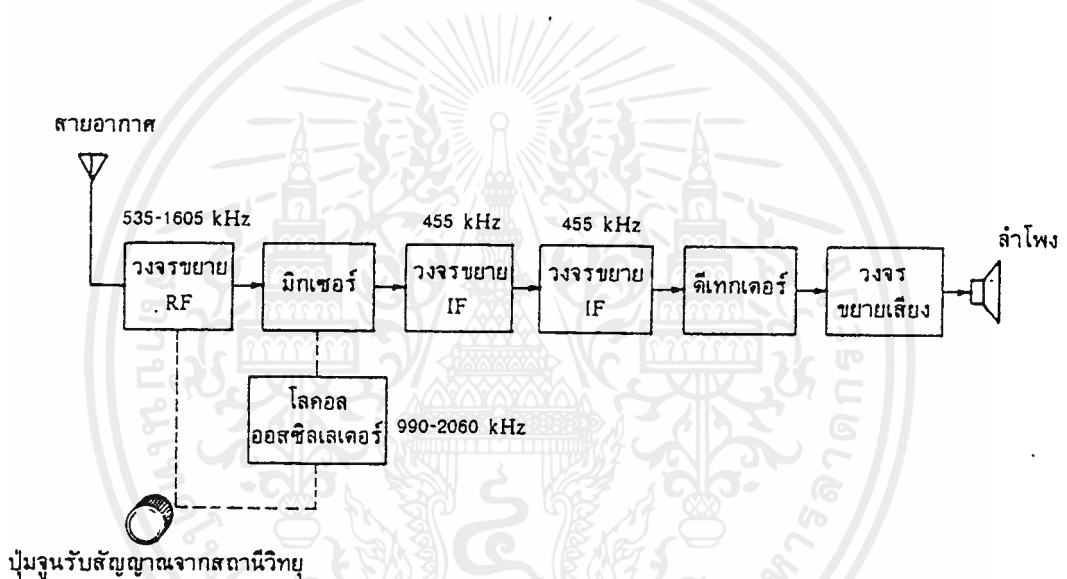 สายอากาศ
535-1605 kHz
455 kHz
455 kHz
ลำโพง
วงจรขยาย
RF
มิกเซอร์
วงจรขยาย
IF
วงจรขยาย
IF
ดีเทกเตอร์
วงจร
ขยายเสียง
โลคอล
ออสซิลเลเตอร์
990-2060 kHz
ปุ่มจูนรับสัญญาณจากสถานีวิทยุ